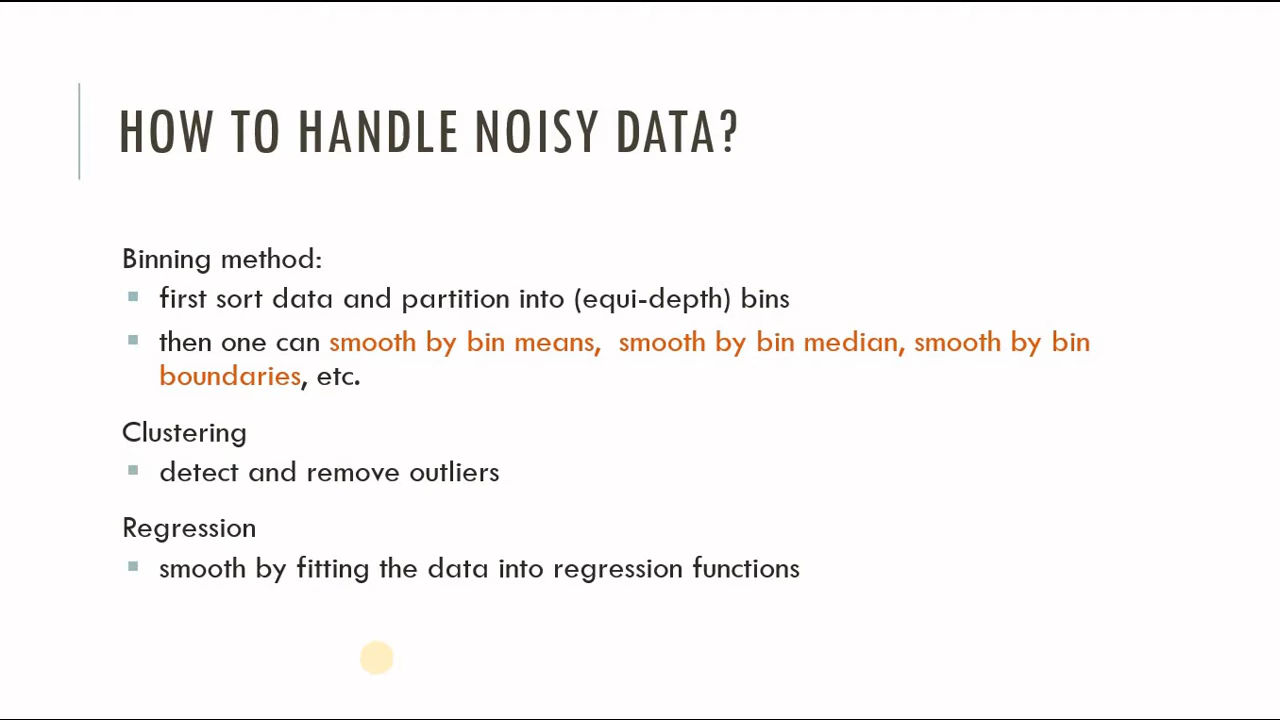 HOW TO HANDLE NOISY DATA?
Binning method:
first sort data and partition into (equi-depth) bins
then one can smooth by bin means,  smooth by bin median, smooth by bin
boundaries, etc.
Clustering
detect and remove outliers
Regression
smooth by fitting the data into regression functions